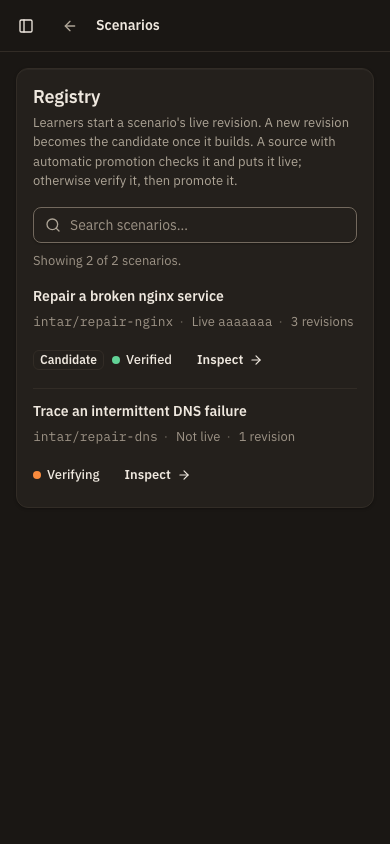 Scenarios
Registry
Learners start a scenario's live revision. A new revision
becomes the candidate once it builds. A source with
automatic promotion checks it and puts it live;
otherwise verify it, then promote it.
Search scenarios...
Showing 2 of 2 scenarios.
Repair a broken nginx service
intar/repair-nginx · Live aaaaaaa · 3 revisions
Candidate Verified Inspect →
Trace an intermittent DNS failure
intar/repair-dns · Not live · 1 revision
Verifying Inspect →